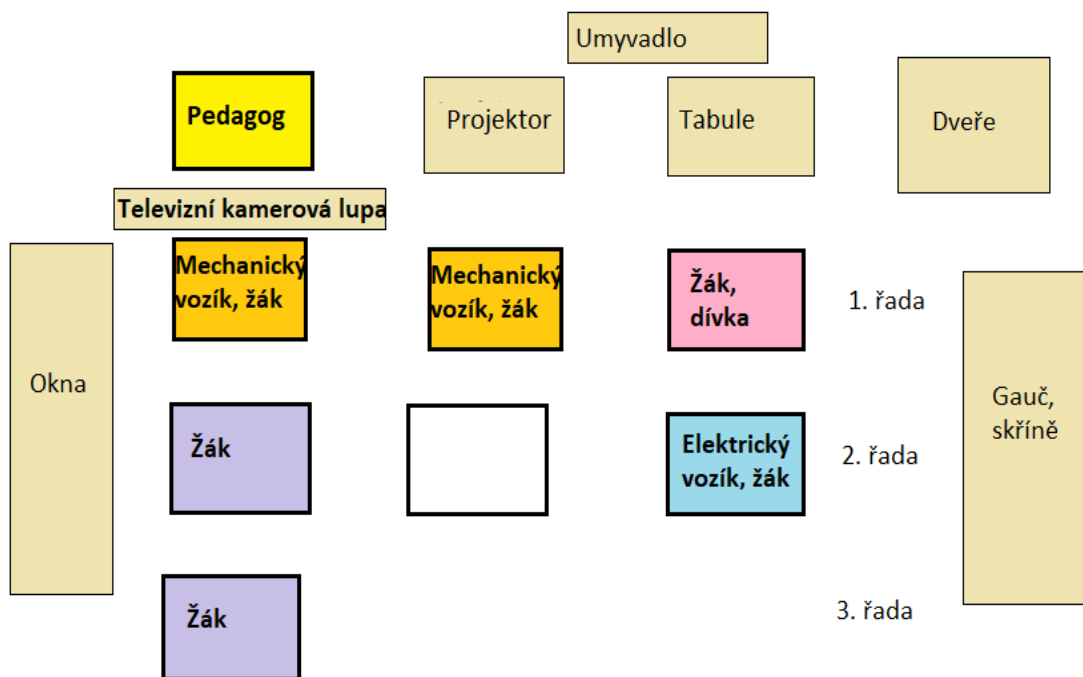 Umyvadlo
Pedagog
Projektor
Tabule
Dveře
Televizní kamerová lupa
Mechanický
vozík, žák
Mechanický
vozík, žák
Žák,
dívka
1. řada
Okna
Gauč,
skříně
Žák
Elektrický
vozík, žák
2. řada
Žák
3. řada